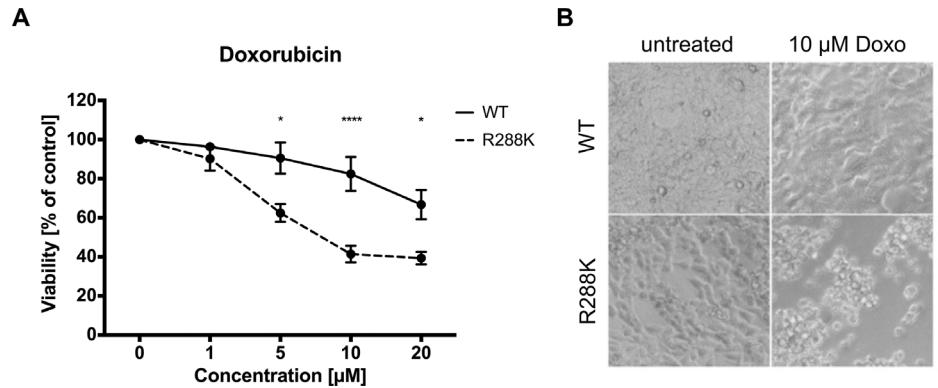 A
Doxorubicin
120
100
80
60
40
20
0
Viability [% of control]
* **** *
WT
R288K
0 1 5 10 20
Concentration [µM]
B
untreated 10 µM Doxo
WT
R288K